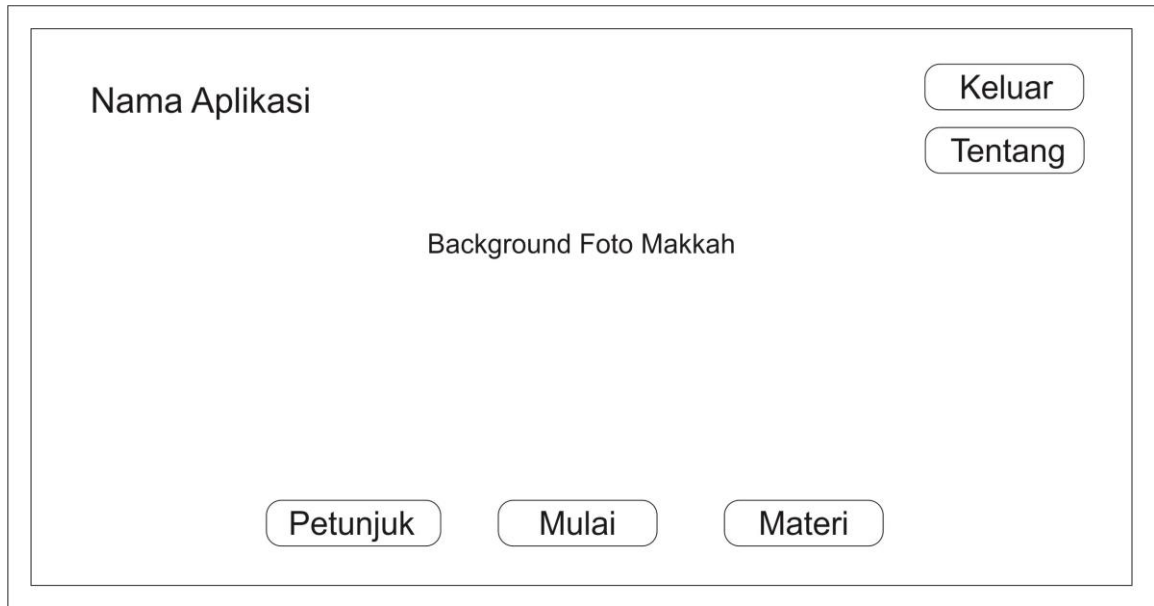 Nama Aplikasi
Keluar
Tentang
Background Foto Makkah
Petunjuk
Mulai
Materi